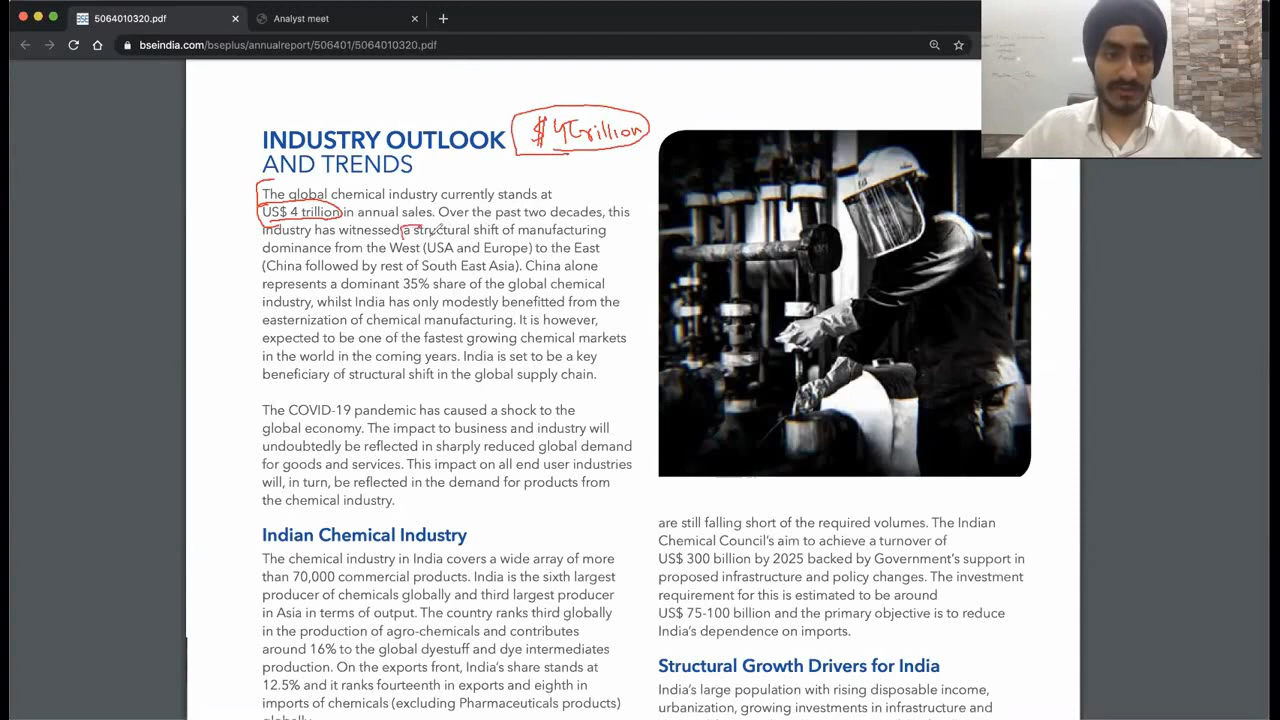 5064010320.pdf
Analyst meet
bseindia.com/bseplus/annualreport/506401/5064010320.pdf
INDUSTRY OUTLOOK
AND TRENDS
$ 4 Trillion
The global chemical industry currently stands at
US$ 4 trillion in annual sales. Over the past two decades, this
industry has witnessed a structural shift of manufacturing
dominance from the West (USA and Europe) to the East
(China followed by rest of South East Asia). China alone
represents a dominant 35% share of the global chemical
industry, whilst India has only modestly benefitted from the
easternization of chemical manufacturing. It is however,
expected to be one of the fastest growing chemical markets
in the world in the coming years. India is set to be a key
beneficiary of structural shift in the global supply chain.
The COVID-19 pandemic has caused a shock to the
global economy. The impact to business and industry will
undoubtedly be reflected in sharply reduced global demand
for goods and services. This impact on all end user industries
will, in turn, be reflected in the demand for products from
the chemical industry.
Indian Chemical Industry
The chemical industry in India covers a wide array of more
than 70,000 commercial products. India is the sixth largest
producer of chemicals globally and third largest producer
in Asia in terms of output. The country ranks third globally
in the production of agro-chemicals and contributes
around 16% to the global dyestuff and dye intermediates
production. On the exports front, India's share stands at
12.5% and it ranks fourteenth in exports and eighth in
imports of chemicals (excluding Pharmaceuticals products)
globally.
are still falling short of the required volumes. The Indian
Chemical Council's aim to achieve a turnover of
US$ 300 billion by 2025 backed by Government's support in
proposed infrastructure and policy changes. The investment
requirement for this is estimated to be around
US$ 75-100 billion and the primary objective is to reduce
India's dependence on imports.
Structural Growth Drivers for India
India's large population with rising disposable income,
urbanization, growing investments in infrastructure and